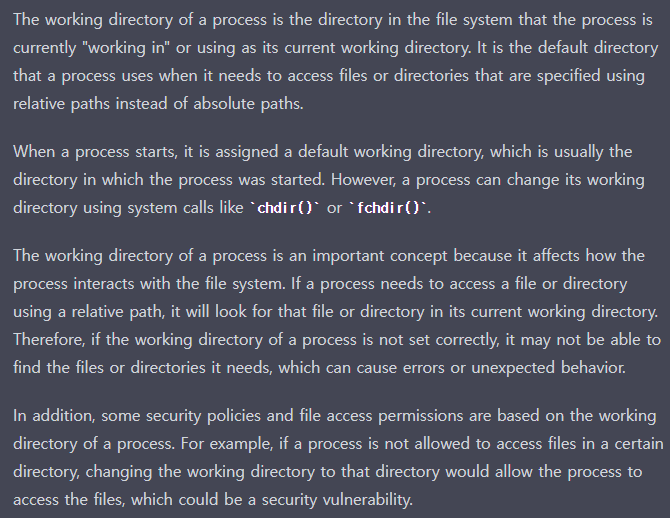 The working directory of a process is the directory in the file system that the process is
currently "working in" or using as its current working directory. It is the default directory
that a process uses when it needs to access files or directories that are specified using
relative paths instead of absolute paths.
When a process starts, it is assigned a default working directory, which is usually the
directory in which the process was started. However, a process can change its working
directory using system calls like `chdir()` or `fchdir()`.
The working directory of a process is an important concept because it affects how the
process interacts with the file system. If a process needs to access a file or directory
using a relative path, it will look for that file or directory in its current working directory.
Therefore, if the working directory of a process is not set correctly, it may not be able to
find the files or directories it needs, which can cause errors or unexpected behavior.
In addition, some security policies and file access permissions are based on the working
directory of a process. For example, if a process is not allowed to access files in a certain
directory, changing the working directory to that directory would allow the process to
access the files, which could be a security vulnerability.